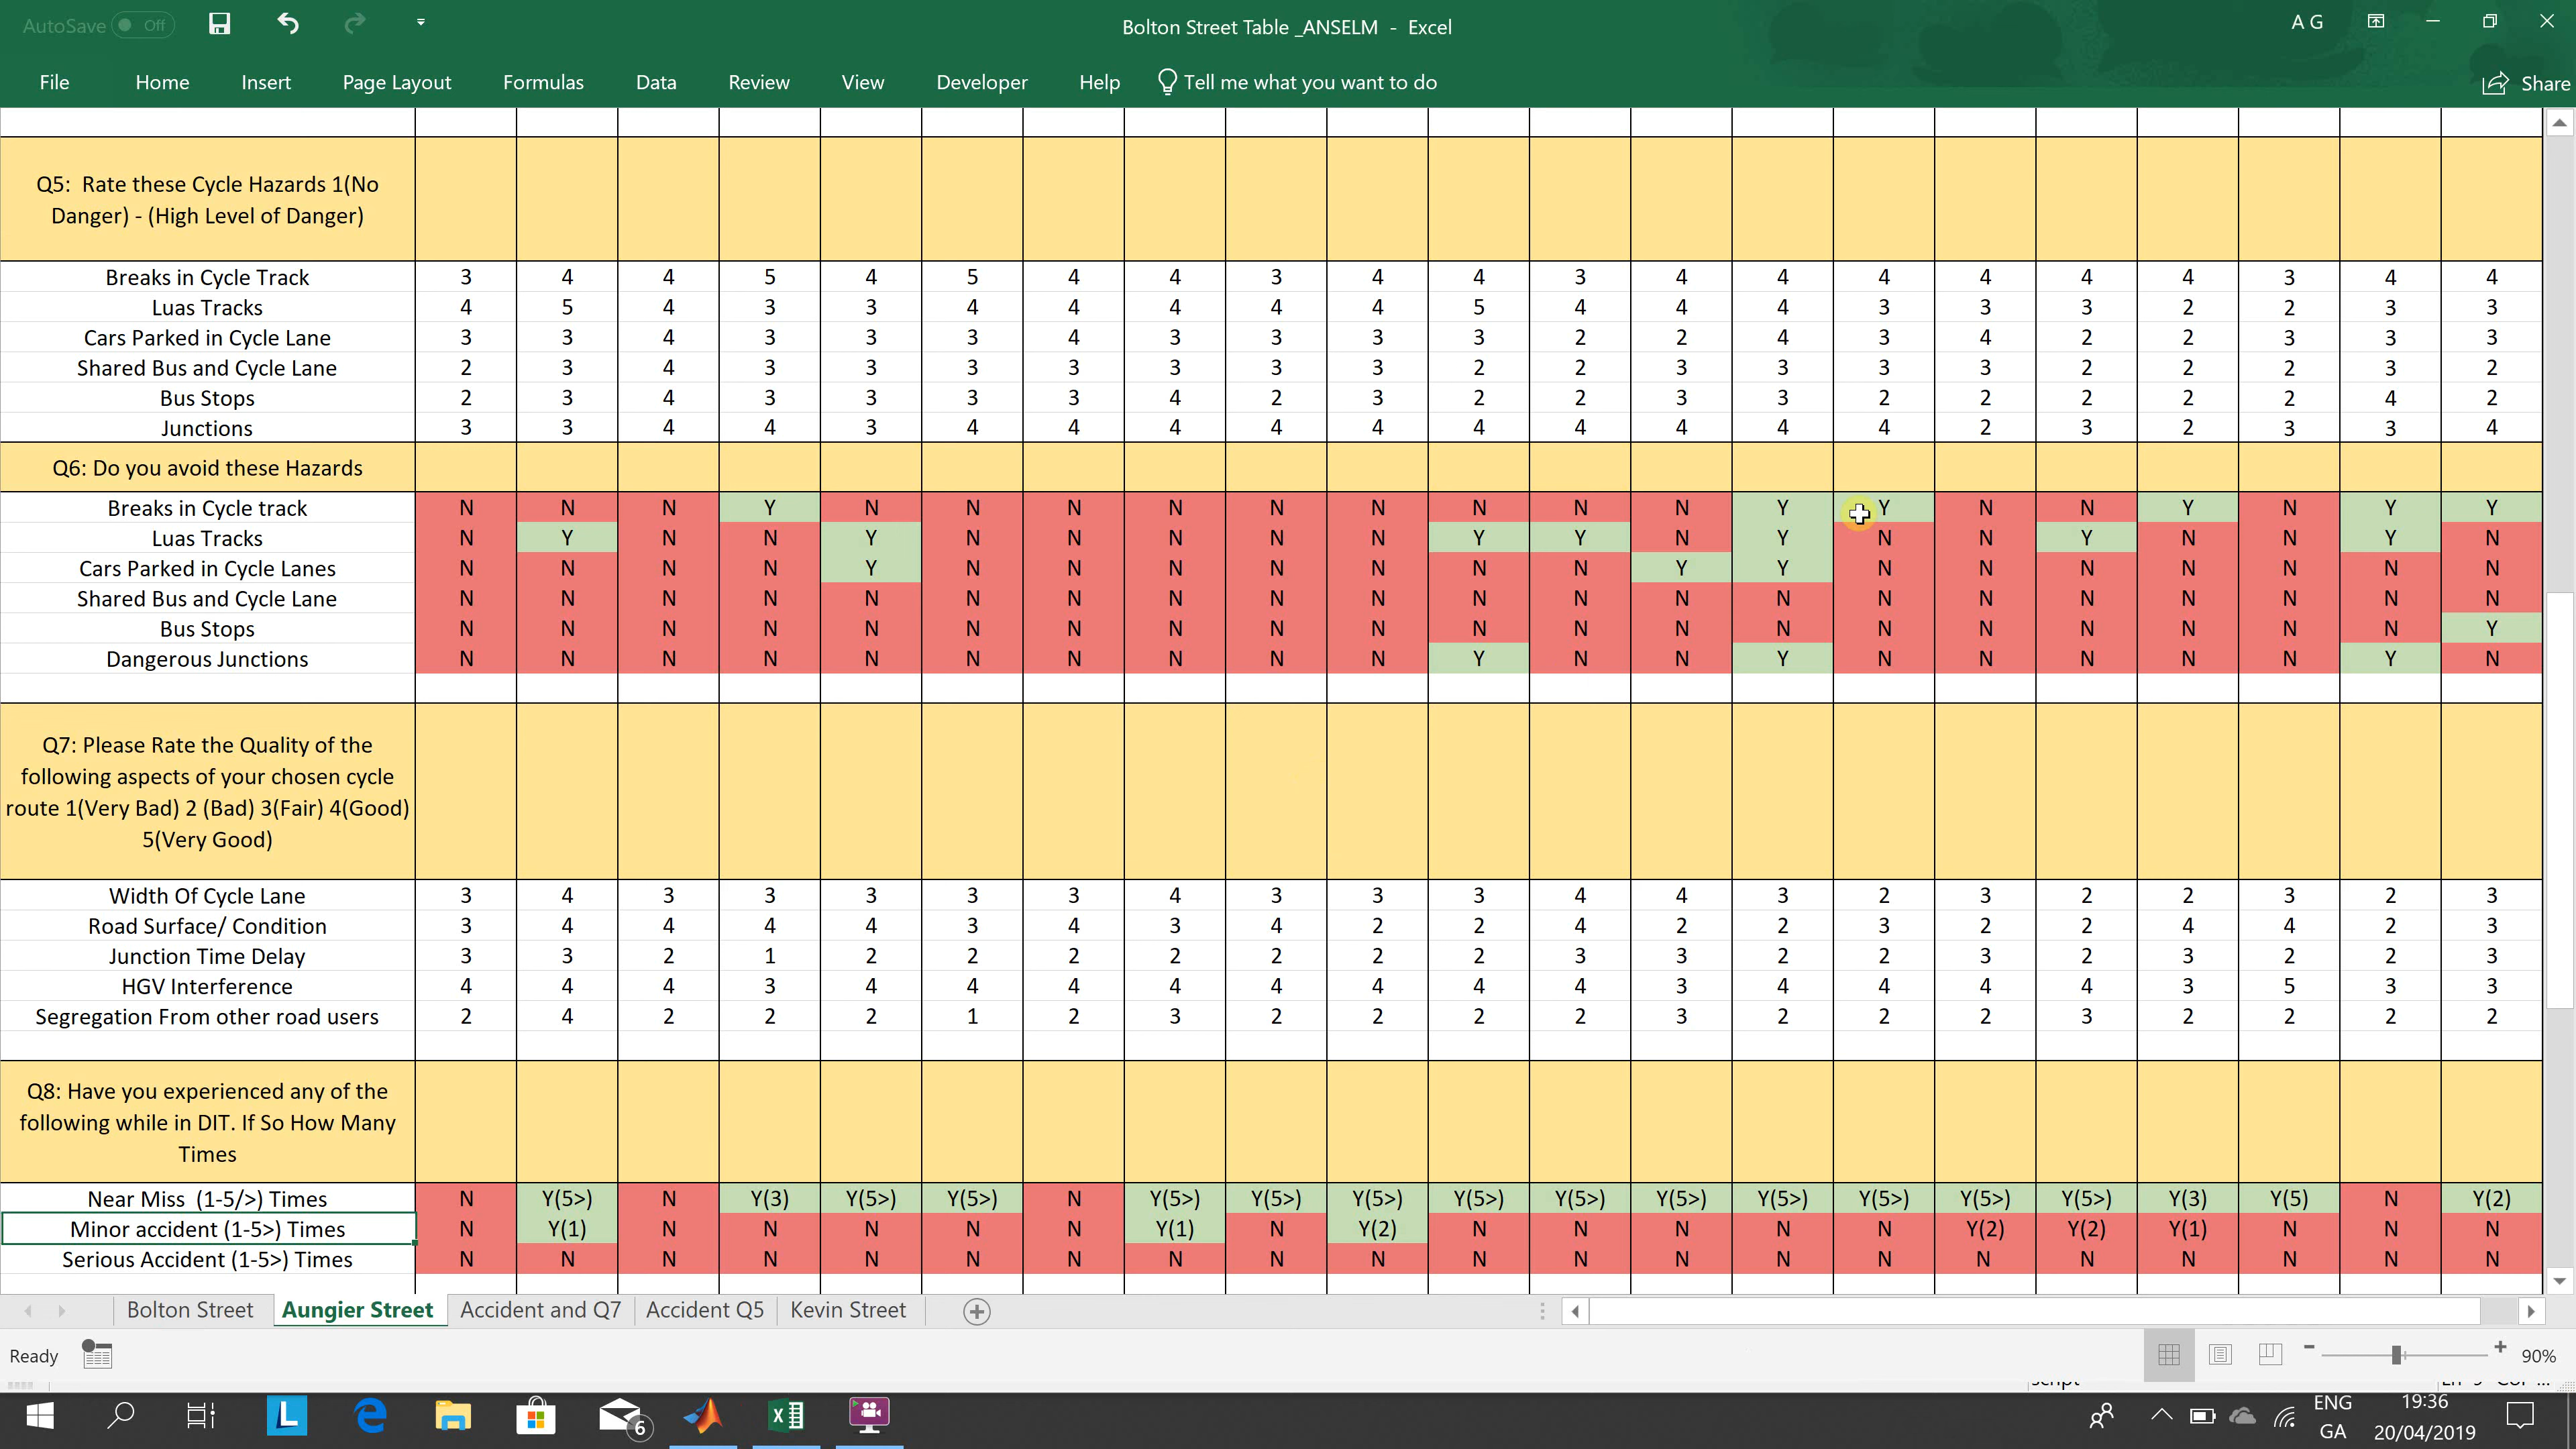 AutoSave Off
Bolton Street Table _ANSELM - Excel
A G
File Home Insert Page Layout Formulas Data Review View Developer Help Tell me what you want to do Share
Q5: Rate these Cycle Hazards 1(No
Danger) - (High Level of Danger)
Breaks in Cycle Track 3 4 4 5 4 5 4 4 3 4 4 3 4 4 4 4 4 4 3 4 4
Luas Tracks 4 5 4 3 3 4 4 4 4 4 5 4 4 4 3 3 3 2 2 3 3
Cars Parked in Cycle Lane 3 3 4 3 3 3 4 3 3 3 3 2 2 4 3 4 2 2 3 3 3
Shared Bus and Cycle Lane 2 3 4 3 3 3 3 3 3 3 2 2 3 3 3 3 2 2 2 3 2
Bus Stops 2 3 4 3 3 3 3 4 2 3 2 2 3 3 2 2 2 2 2 4 2
Junctions 3 3 4 4 3 4 4 4 4 4 4 4 4 4 4 2 3 2 3 3 4
Q6: Do you avoid these Hazards
Breaks in Cycle track N N N Y N N N N N N N N N Y Y N N Y N Y Y
Luas Tracks N Y N N Y N N N N N Y Y N Y N N Y N N Y N
Cars Parked in Cycle Lanes N N N N Y N N N N N N N Y Y N N N N N N N
Shared Bus and Cycle Lane N N N N N N N N N N N N N N N N N N N N N
Bus Stops N N N N N N N N N N N N N N N N N N N N Y
Dangerous Junctions N N N N N N N N N N Y N N Y N N N N N Y N
Q7: Please Rate the Quality of the
following aspects of your chosen cycle
route 1(Very Bad) 2 (Bad) 3(Fair) 4(Good)
5(Very Good)
Width Of Cycle Lane 3 4 3 3 3 3 3 4 3 3 3 4 4 3 2 3 2 2 3 2 3
Road Surface/ Condition 3 4 4 4 4 3 4 3 4 2 2 4 2 2 3 2 2 4 4 2 3
Junction Time Delay 3 3 2 1 2 2 2 2 2 2 2 3 3 2 2 3 2 3 2 2 3
HGV Interference 4 4 4 3 4 4 4 4 4 4 4 4 3 4 4 4 4 3 5 3 3
Segregation From other road users 2 4 2 2 2 1 2 3 2 2 2 2 3 2 2 2 3 2 2 2 2
Q8: Have you experienced any of the
following while in DIT. If So How Many
Times
Near Miss (1-5/>) Times N Y(5>) N Y(3) Y(5>) Y(5>) N Y(5>) Y(5>) Y(5>) Y(5>) Y(5>) Y(5>) Y(5>) Y(5>) Y(5>) Y(5>) Y(3) Y(5) N Y(2)
Minor accident (1-5>) Times N Y(1) N N N N N Y(1) N Y(2) N N N N N Y(2) Y(2) Y(1) N N N
Serious Accident (1-5>) Times N N N N N N N N N N N N N N N N N N N N N
Bolton Street Aungier Street Accident and Q7 Accident Q5 Kevin Street
Ready
90%
6
ENG
GA
19:36
20/04/2019